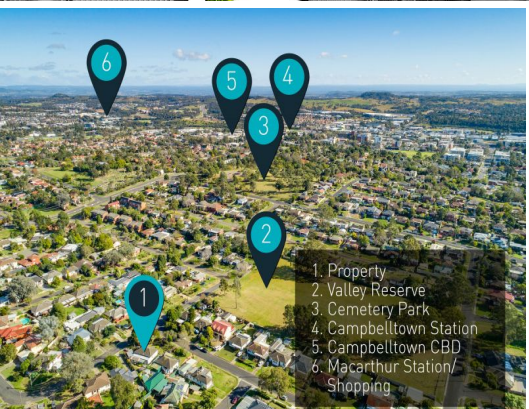 6
5
4
3
2
1
1. Property
2. Valley Reserve
3. Cemetery Park
4. Campbelltown Station
5. Campbelltown CBD
6. Macarthur Station/
Shopping